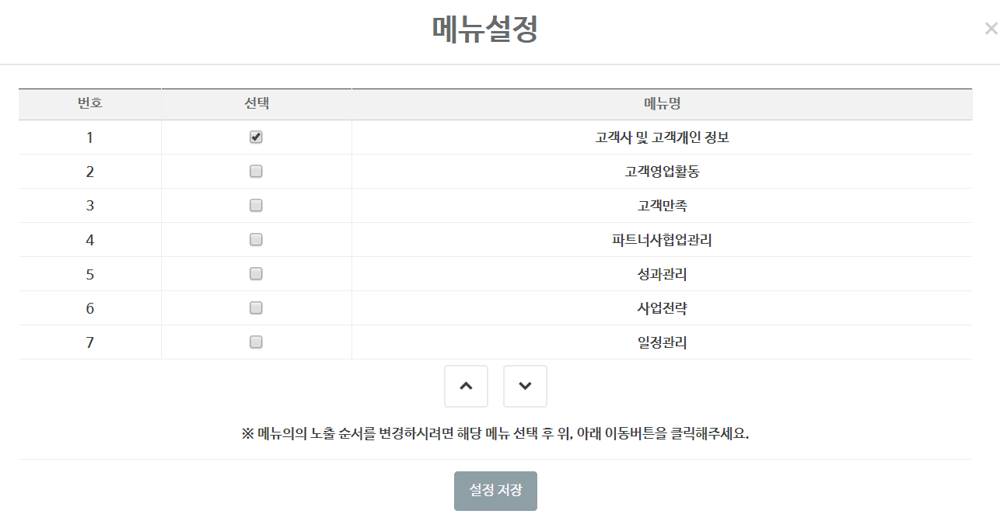 메뉴설정
×
번호 선택 메뉴명
1 고객사 및 고객개인 정보
2 고객영업활동
3 고객만족
4 파트너사협업관리
5 성과관리
6 사업전략
7 일정관리
※ 메뉴의의 노출 순서를 변경하시려면 해당 메뉴 선택 후 위, 아래 이동버튼을 클릭해주세요.
설정 저장